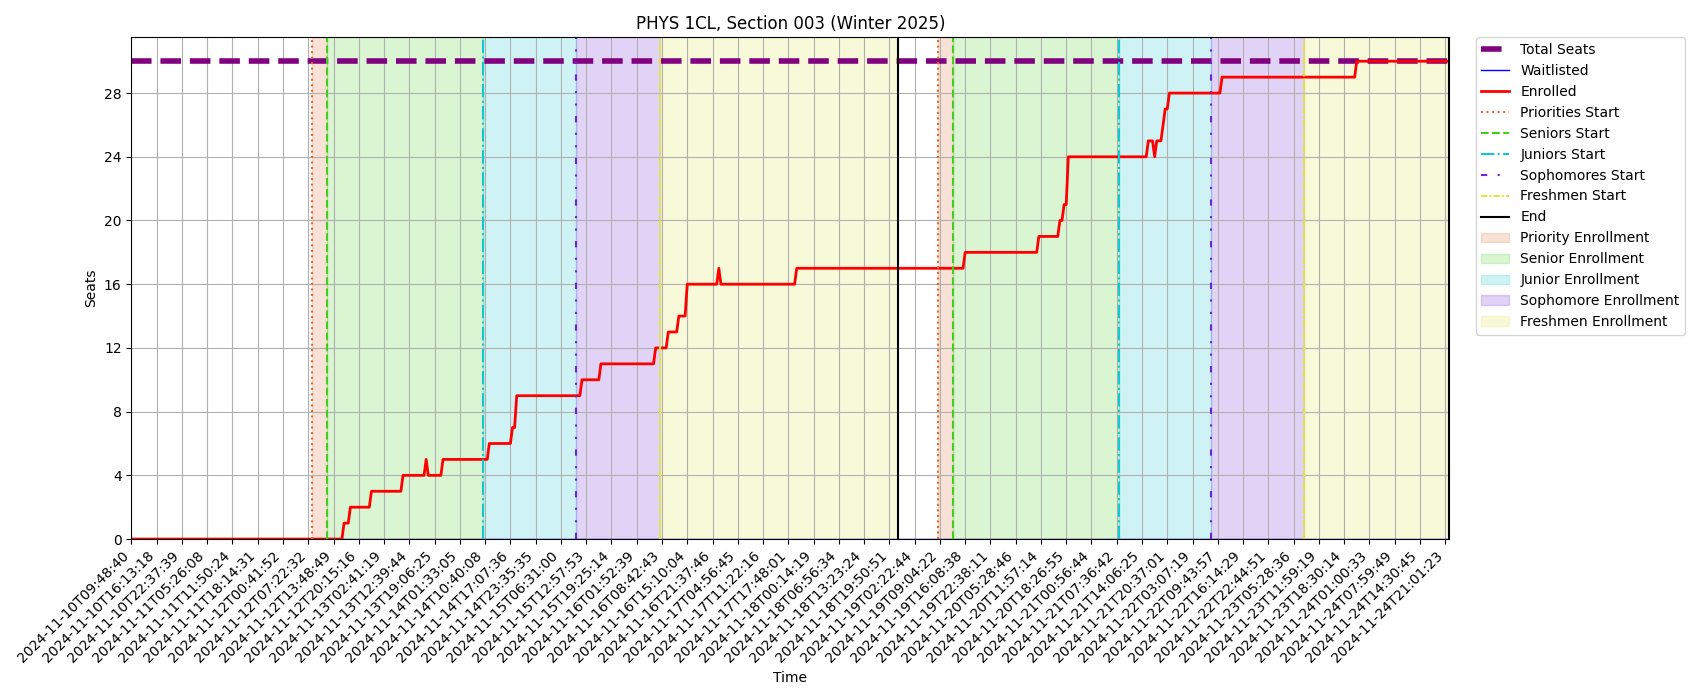 PHYS 1CL, Section 003 (Winter 2025)
Seats
28
24
20
16
12
8
4
0
2024-11-10T09:48:40
2024-11-10T16:13:18
2024-11-10T22:37:39
2024-11-11T05:26:08
2024-11-11T11:50:24
2024-11-11T18:14:31
2024-11-12T00:41:52
2024-11-12T07:22:32
2024-11-12T13:48:49
2024-11-12T20:15:16
2024-11-13T02:41:19
2024-11-13T12:39:44
2024-11-13T19:06:25
2024-11-14T01:33:05
2024-11-14T10:40:08
2024-11-14T17:07:36
2024-11-14T23:35:35
2024-11-15T06:31:00
2024-11-15T12:57:53
2024-11-15T19:25:14
2024-11-16T01:52:39
2024-11-16T08:42:43
2024-11-16T15:10:04
2024-11-16T21:37:46
2024-11-17T04:56:45
2024-11-17T11:22:16
2024-11-17T17:48:01
2024-11-18T00:14:19
2024-11-18T06:56:34
2024-11-18T13:23:24
2024-11-18T19:50:51
2024-11-19T02:22:44
2024-11-19T09:04:22
2024-11-19T16:08:38
2024-11-19T22:38:11
2024-11-20T05:28:46
2024-11-20T11:57:14
2024-11-20T18:26:55
2024-11-21T00:56:44
2024-11-21T07:36:42
2024-11-21T14:06:25
2024-11-21T20:37:01
2024-11-22T03:07:19
2024-11-22T09:43:57
2024-11-22T16:14:29
2024-11-22T22:44:51
2024-11-23T05:28:36
2024-11-23T11:59:19
2024-11-23T18:30:14
2024-11-24T01:00:33
2024-11-24T07:59:49
2024-11-24T14:30:45
2024-11-24T21:01:23
Time
Total Seats
Waitlisted
Enrolled
Priorities Start
Seniors Start
Juniors Start
Sophomores Start
Freshmen Start
End
Priority Enrollment
Senior Enrollment
Junior Enrollment
Sophomore Enrollment
Freshmen Enrollment